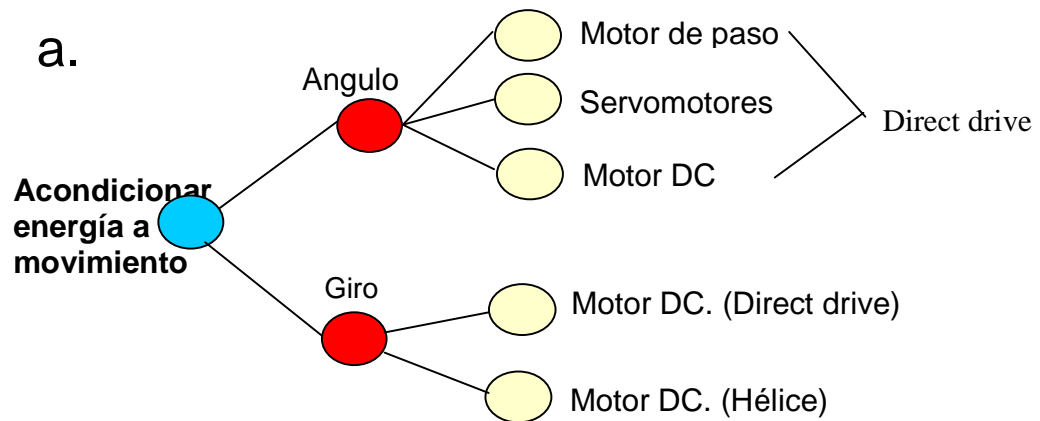 a.
Angulo
Motor de paso
Servomotores
Motor DC
Direct drive
Acondicionar
energía a
movimiento
Giro
Motor DC. (Direct drive)
Motor DC. (Hélice)